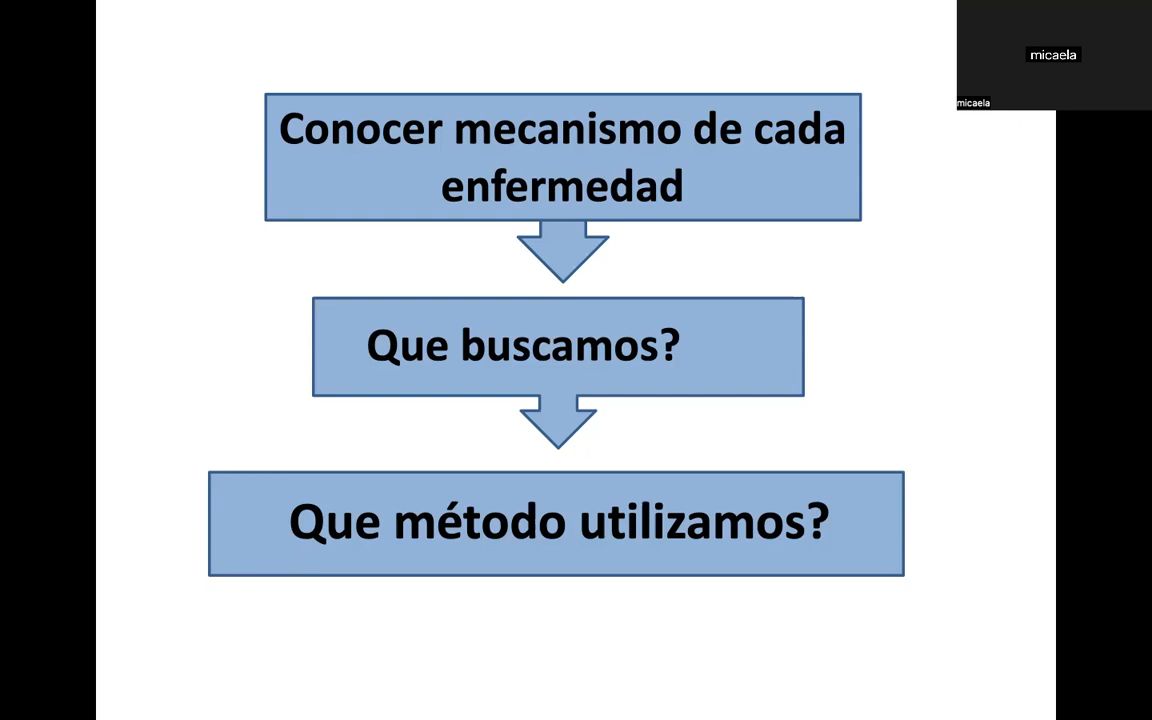 micaela
micaela
Conocer mecanismo de cada
enfermedad
Que buscamos?
Que método utilizamos?